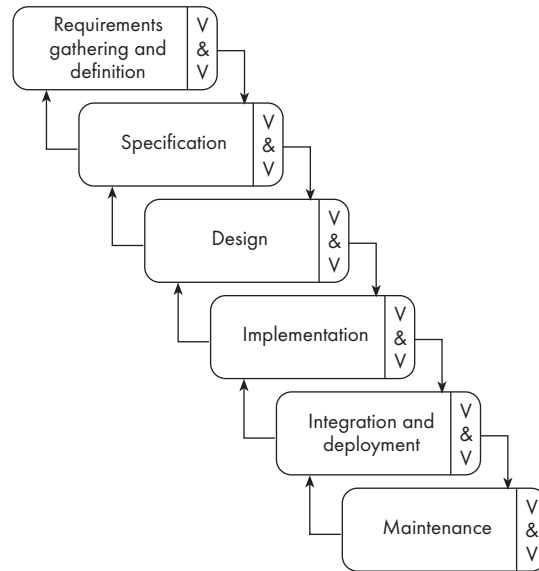 Requirements
gathering and
definition
V
&
V
Specification
V
&
V
Design
V
&
V
Implementation
V
&
V
Integration and
deployment
V
&
V
Maintenance
V
&
V